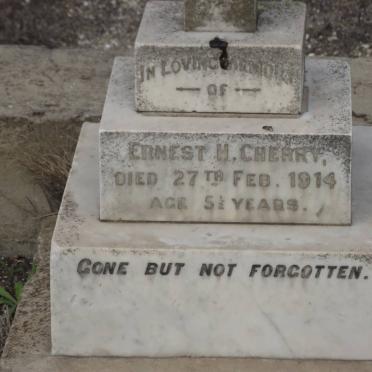 IN LOVING MEMORY
— OF —
ERNEST H. CHERRY,
DIED 27TH FEB. 1914
AGE 5½ YEARS.
GONE BUT NOT FORGOTTEN.